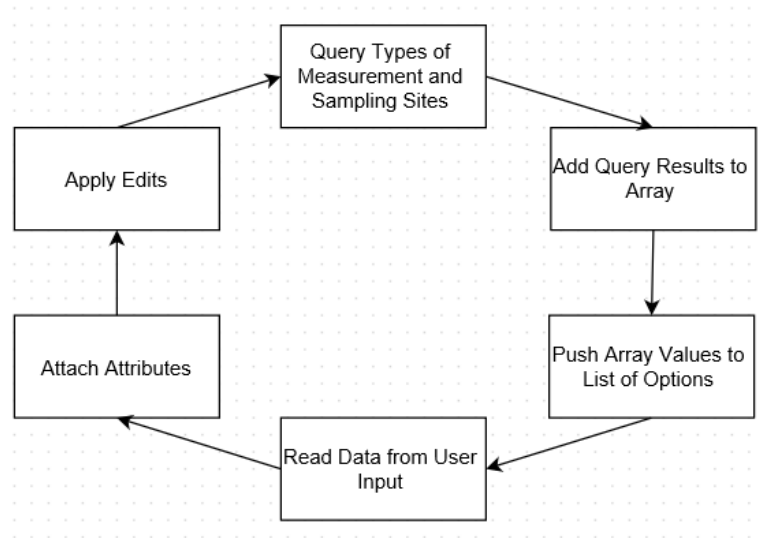 Query Types of
Measurement and
Sampling Sites
Add Query Results to
Array
Push Array Values to
List of Options
Read Data from User
Input
Attach Attributes
Apply Edits